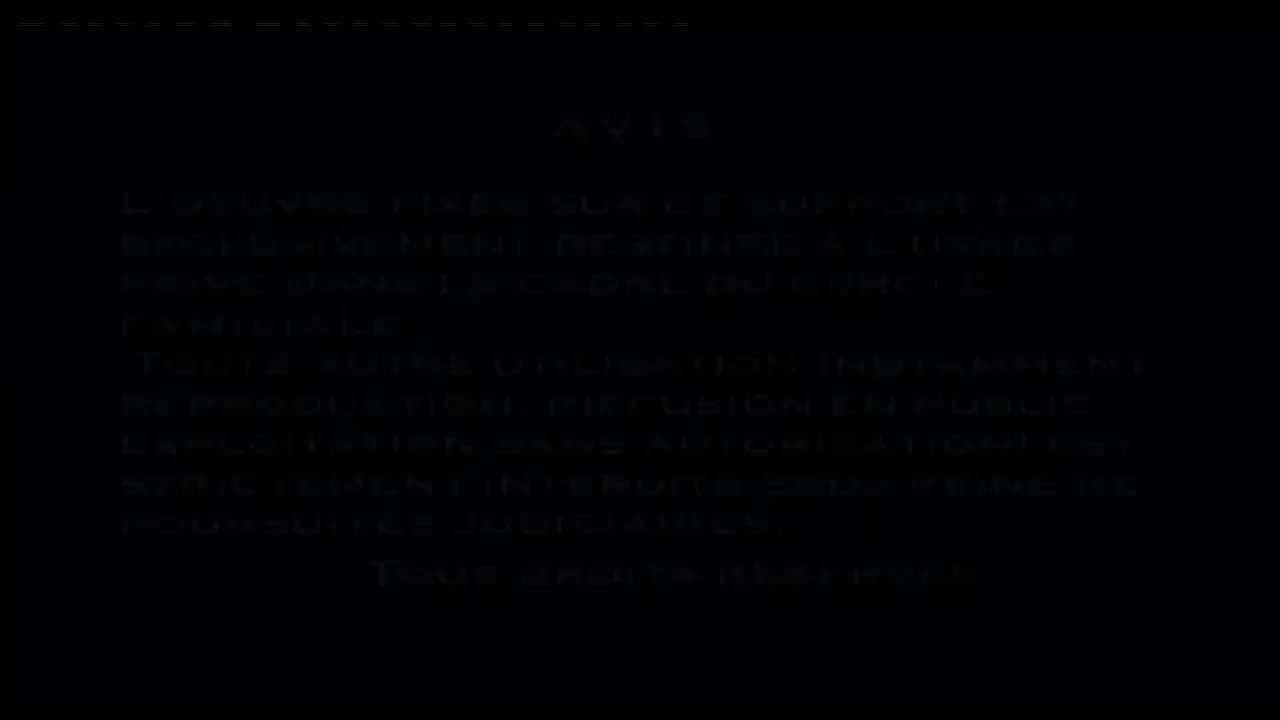 AVIS
L'OEUVRE FIXEE SUR CE SUPPORT EST
EXCLUSIVEMENT DESTINEE À L'USAGE
PRIVE DANS LE CADRE DU CERCLE
FAMILIALE.
TOUTE AUTRE UTILISATION (NOTAMMENT
REPRODUCTION, DIFFUSION EN PUBLIC
EXPLOITATION SANS AUTORISATION) EST
STRICTEMENT INTERDITE SOUS PEINE DE
POURSUITES JUDICIAIRES.
TOUS DROITS RESERVES